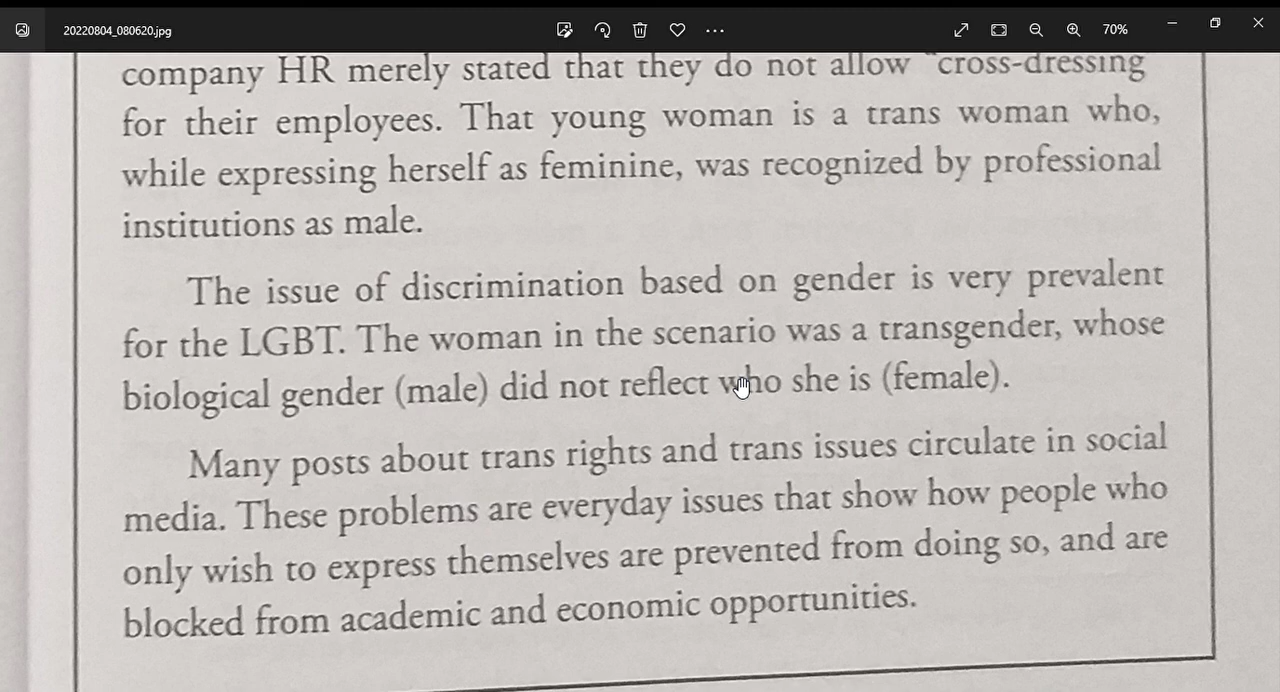 20220804_080620.jpg
70%
company HR merely stated that they do not allow "cross-dressing
for their employees. That young woman is a trans woman who,
while expressing herself as feminine, was recognized by professional
institutions as male.
The issue of discrimination based on gender is very prevalent
for the LGBT. The woman in the scenario was a transgender, whose
biological gender (male) did not reflect who she is (female).
Many posts about trans rights and trans issues circulate in social
media. These problems are everyday issues that show how people who
only wish to express themselves are prevented from doing so, and are
blocked from academic and economic opportunities.